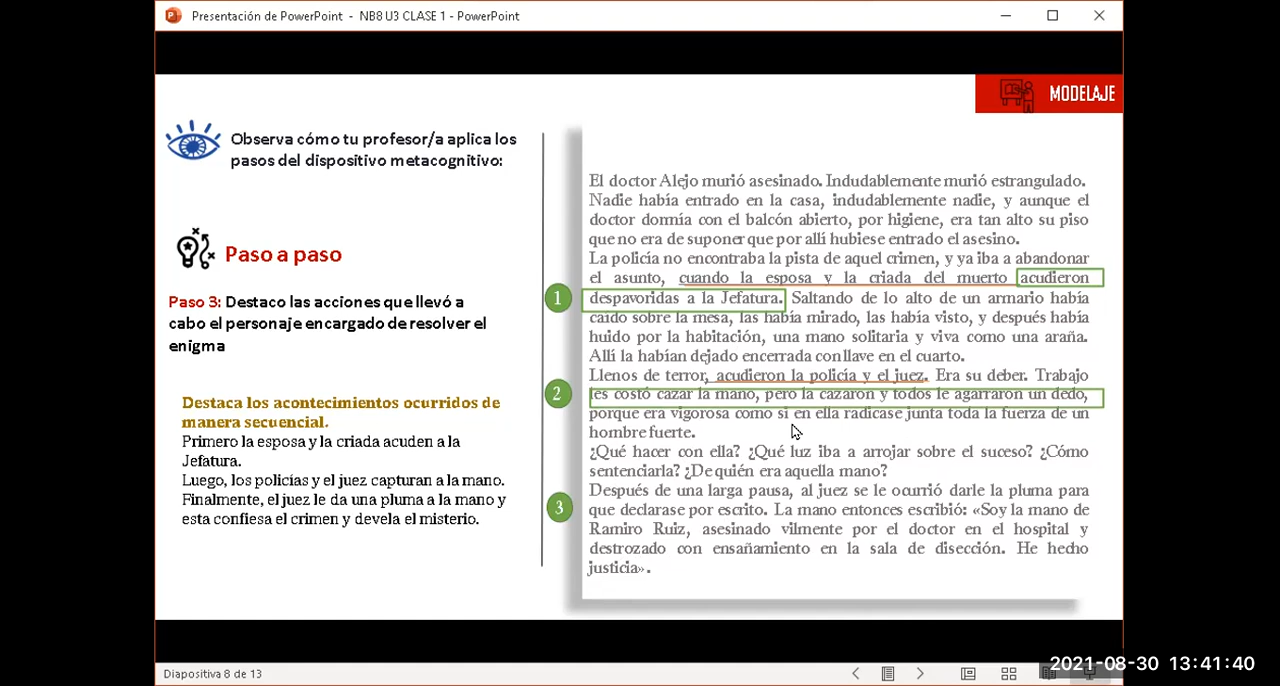 Presentación de PowerPoint - NB8 U3 CLASE 1 - PowerPoint
MODELAJE
Observa cómo tu profesor/a aplica los
pasos del dispositivo metacognitivo:
Paso a paso
Paso 3: Destaco las acciones que llevó a
cabo el personaje encargado de resolver el
enigma
Destaca los acontecimientos ocurridos de
manera secuencial.
Primero la esposa y la criada acuden a la
Jefatura.
Luego, los policías y el juez capturan a la mano.
Finalmente, el juez le da una pluma a la mano y
esta confiesa el crimen y devela el misterio.
El doctor Alejo murió asesinado. Indudablemente murió estrangulado.
Nadie había entrado en la casa, indudablemente nadie, y aunque el
doctor dormía con el balcón abierto, por higiene, era tan alto su piso
que no era de suponer que por allí hubiese entrado el asesino.
La policía no encontraba la pista de aquel crimen, y ya iba a abandonar
el asunto, cuando la esposa y la criada del muerto acudieron
1 despavoridas a la Jefatura. Saltando de lo alto de un armario había
caído sobre la mesa, las había mirado, las había visto, y después había
huido por la habitación, una mano solitaria y viva como una araña.
Allí la habían dejado encerrada con llave en el cuarto.
Llenos de terror, acudieron la policía y el juez. Era su deber. Trabajo
2 les costó cazar la mano, pero la cazaron y todos le agarraron un dedo,
porque era vigorosa como si en ella radicase junta toda la fuerza de un
hombre fuerte.
¿Qué hacer con ella? ¿Qué luz iba a arrojar sobre el suceso? ¿Cómo
sentenciarla? ¿De quién era aquella mano?
Después de una larga pausa, al juez se le ocurrió darle la pluma para
3 que declarase por escrito. La mano entonces escribió: «Soy la mano de
Ramiro Ruiz, asesinado vilmente por el doctor en el hospital y
destrozado con ensañamiento en la sala de disección. He hecho
justicia».
Diapositiva 8 de 13
2021-08-30 13:41:40